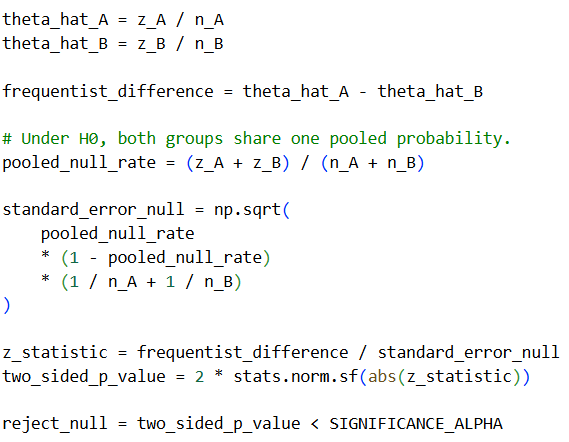 theta_hat_A = z_A / n_A
theta_hat_B = z_B / n_B
frequentist_difference = theta_hat_A - theta_hat_B
# Under H0, both groups share one pooled probability.
pooled_null_rate = (z_A + z_B) / (n_A + n_B)
standard_error_null = np.sqrt(
    pooled_null_rate
    * (1 - pooled_null_rate)
    * (1 / n_A + 1 / n_B)
)
z_statistic = frequentist_difference / standard_error_null
two_sided_p_value = 2 * stats.norm.sf(abs(z_statistic))
reject_null = two_sided_p_value < SIGNIFICANCE_ALPHA